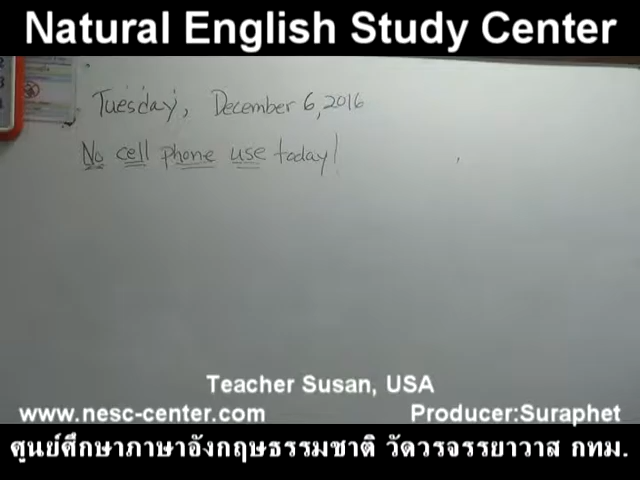 Natural English Study Center
Tuesday, December 6, 2016
No cell phone use today!
Teacher Susan, USA
www.nesc-center.com
Producer:Suraphet
ศูนย์ศึกษาภาษาอังกฤษธรรมชาติ วัดวรจรรยาวาส กทม.